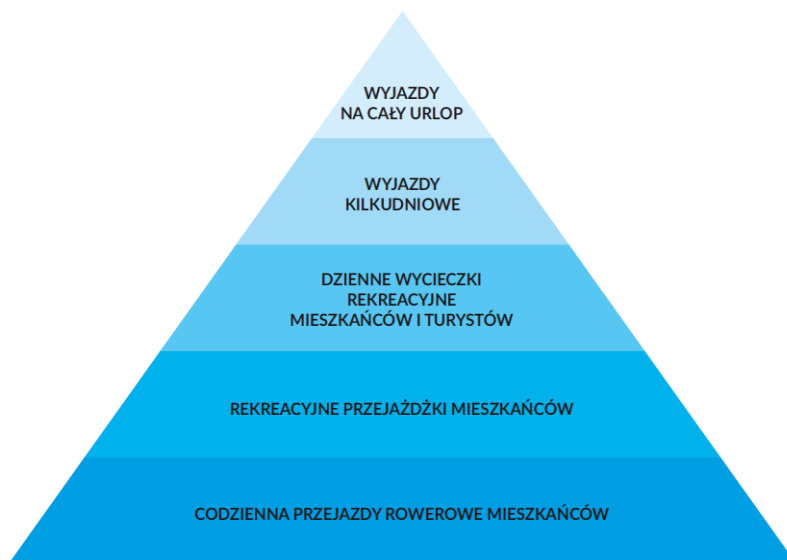 WYJAZDY
NA CAŁY URLOP
WYJAZDY
KILKUDNIOWE
DZIENNE WYCIECZKI
REKREACYJNE
MIESZKAŃCÓW I TURYSTÓW
REKREACYJNE PRZEJAŻDŻKI MIESZKAŃCÓW
CODZIENNA PRZEJAZDY ROWEROWE MIESZKAŃCÓW